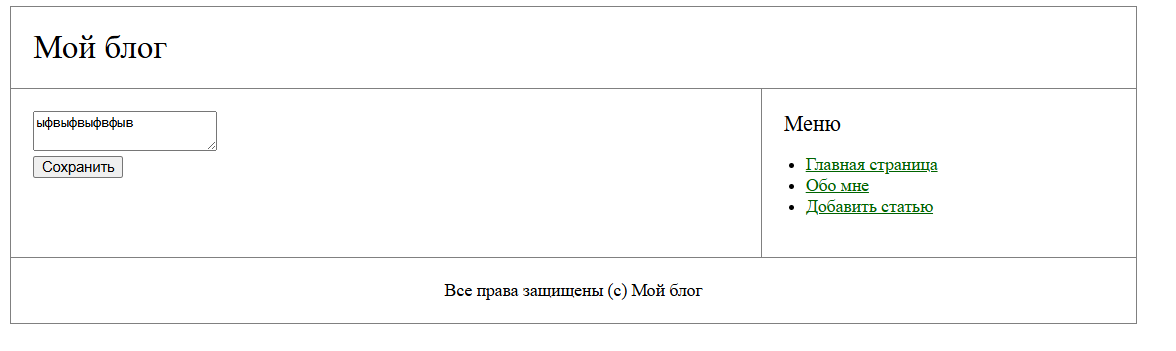 Мой блог
ыфвыфвыфвфыв
Сохранить
Меню
Главная страница
Обо мне
Добавить статью
Все права защищены (с) Мой блог